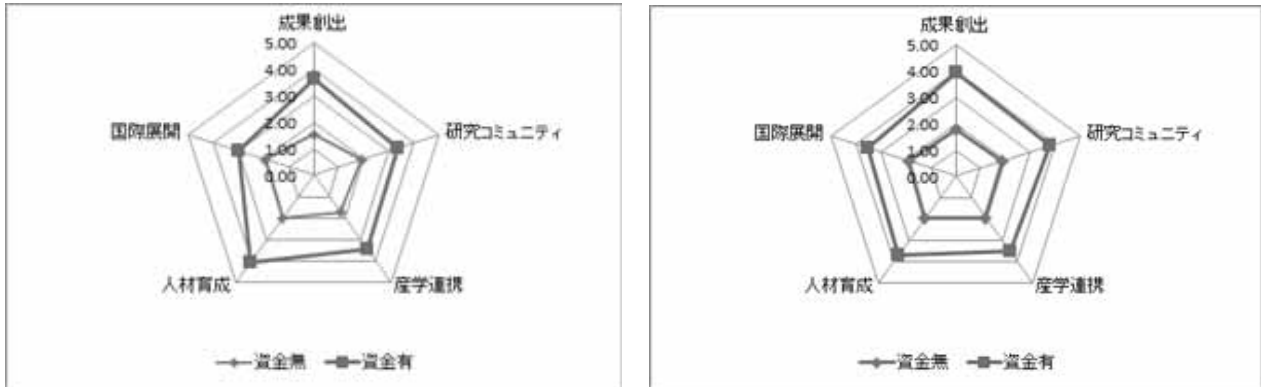 成果創出
5.00
4.00
3.00
2.00
1.00
0.00
国際展開
研究コミュニティ
人材育成
産学連携
資金無
資金有
成果創出
5.00
4.00
3.00
2.00
1.00
0.00
国際展開
研究コミュニティ
人材育成
産学連携
資金無
資金有